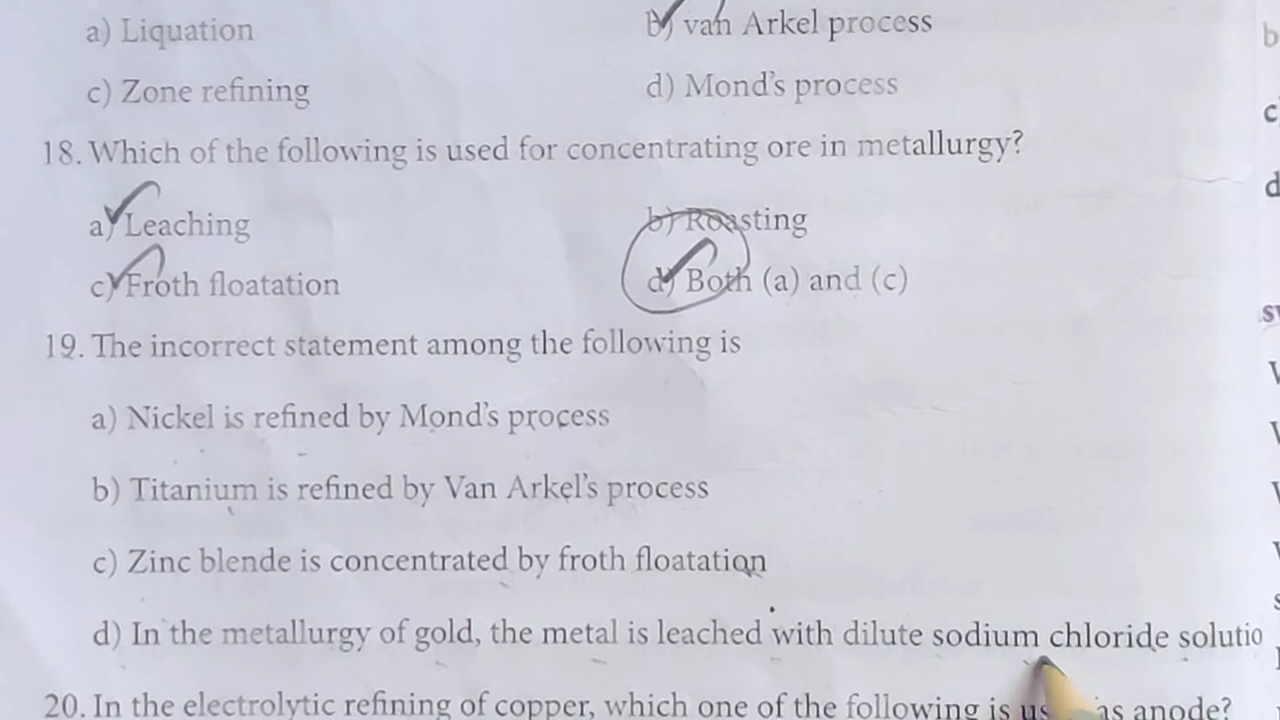 a) Liquation b) van Arkel process
c) Zone refining d) Mond's process
18. Which of the following is used for concentrating ore in metallurgy?
a) Leaching b) Roasting
c) Froth floatation d) Both (a) and (c)
19. The incorrect statement among the following is
a) Nickel is refined by Mond's process
b) Titanium is refined by Van Arkel's process
c) Zinc blende is concentrated by froth floatation
d) In the metallurgy of gold, the metal is leached with dilute sodium chloride solutio
20. In the electrolytic refining of copper, which one of the following is us as anode?